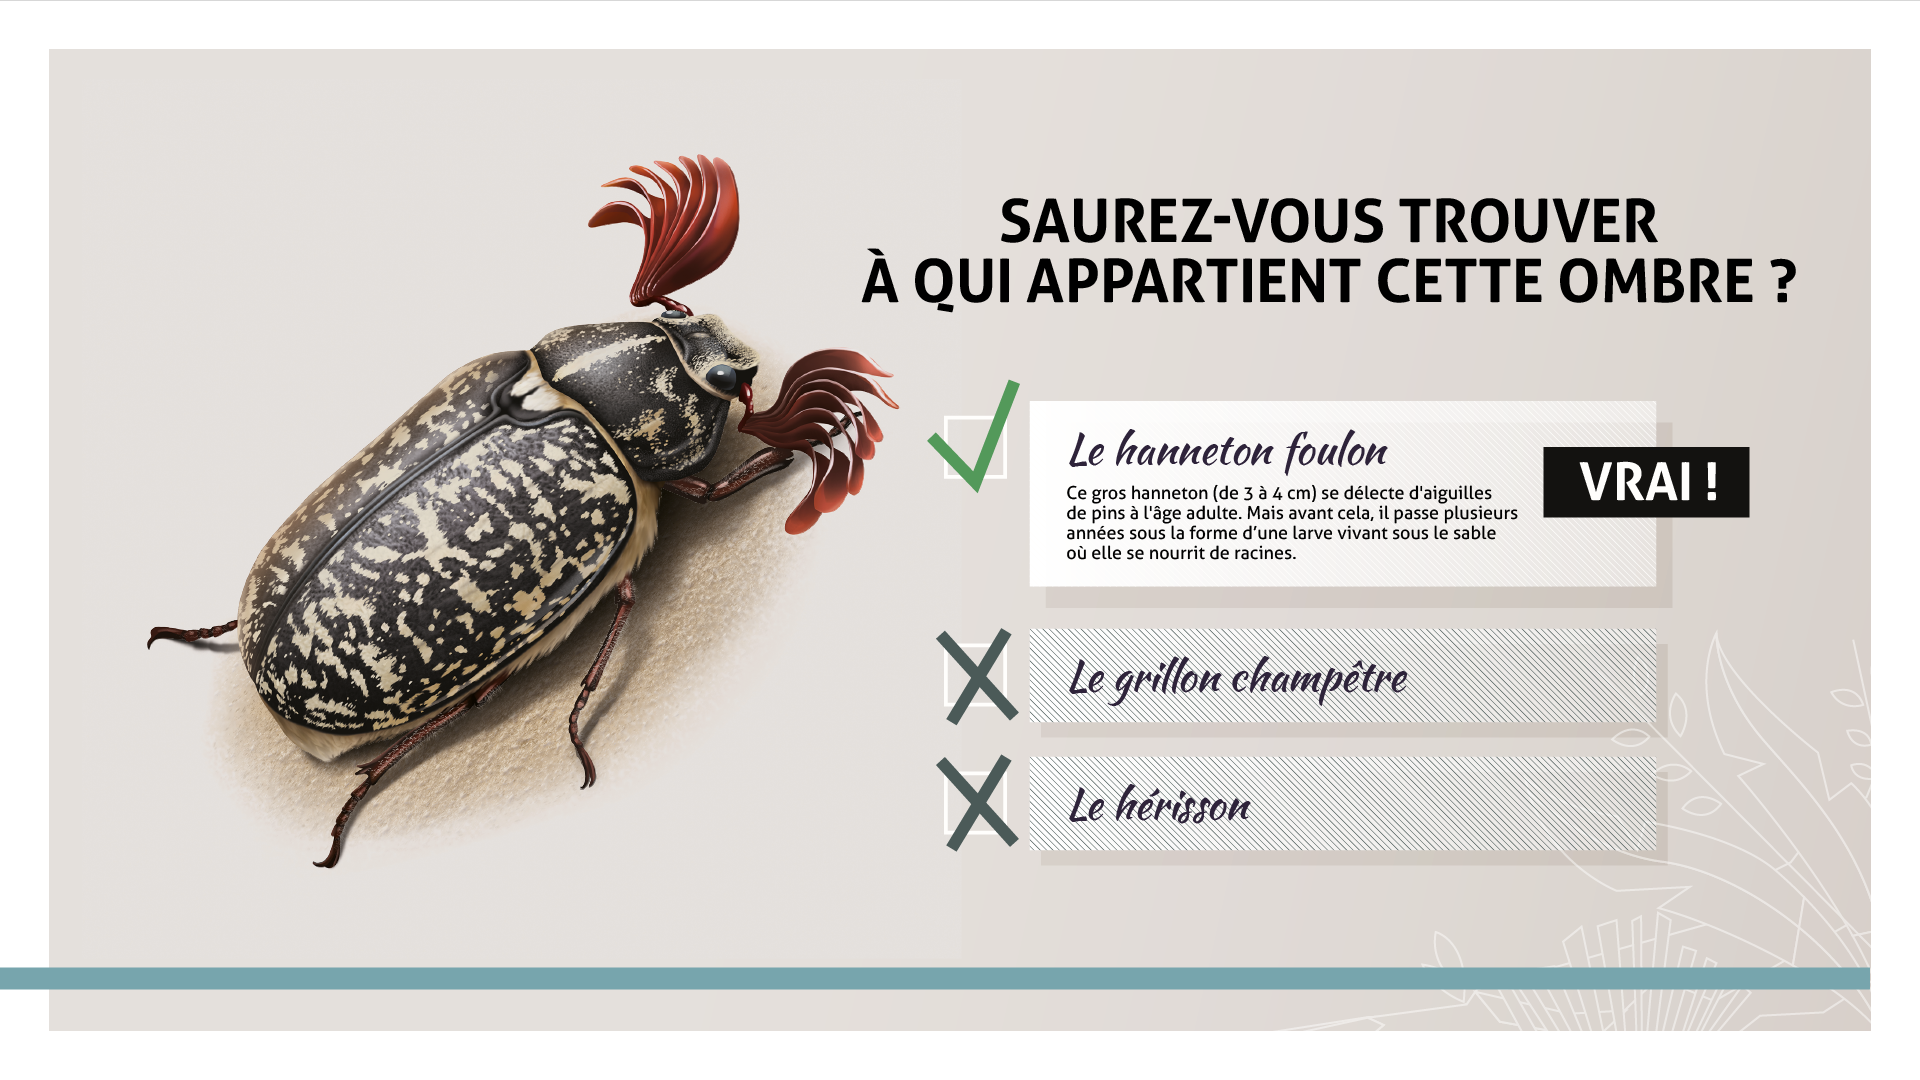 SAUREZ-VOUS TROUVER
À QUI APPARTIENT CETTE OMBRE ?
Le hanneton foulon
Ce gros hanneton (de 3 à 4 cm) se délecte d'aiguilles
de pins à l'âge adulte. Mais avant cela, il passe plusieurs
années sous la forme d’une larve vivant sous le sable
où elle se nourrit de racines.
VRAI !
Le grillon champêtre
Le hérisson